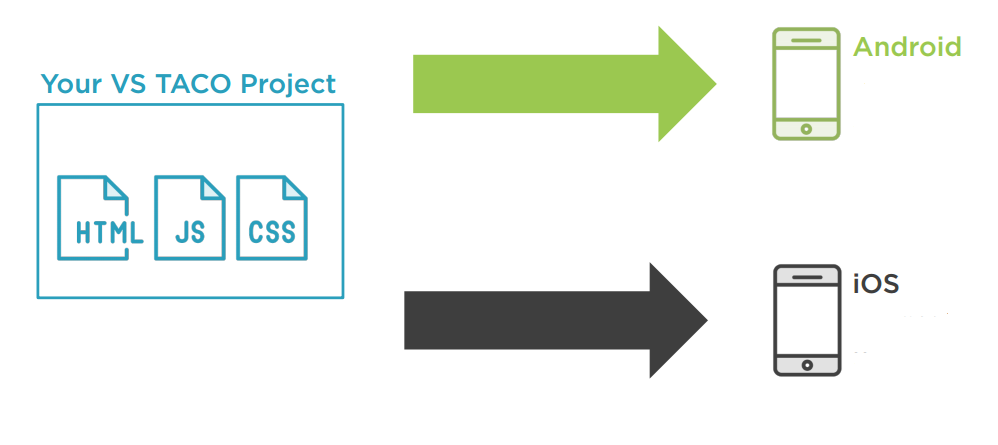 Your VS TACO Project
HTML
JS
CSS
Android
iOS